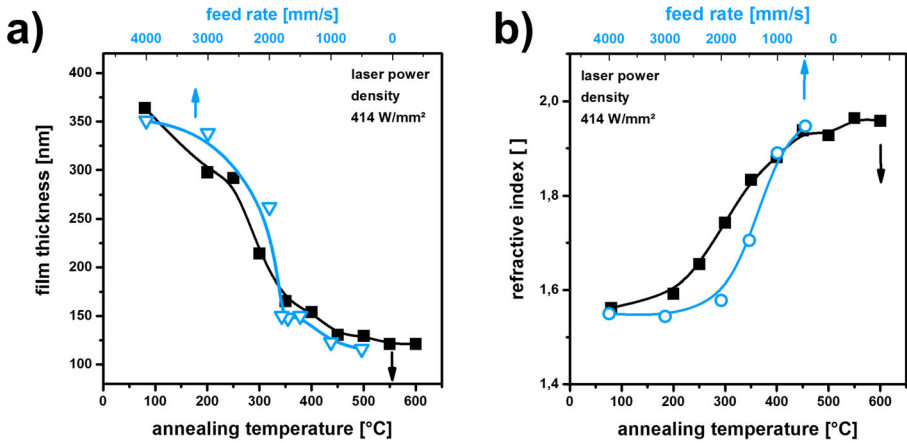 a)
feed rate [mm/s]
4000 3000 2000 1000 0
laser power
density
414 W/mm²
film thickness [nm]
400
350
300
250
200
150
100
0 100 200 300 400 500 600
annealing temperature [°C]
b)
feed rate [mm/s]
4000 3000 2000 1000 0
laser power
density
414 W/mm²
refractive index [ ]
2,0
1,8
1,6
1,4
0 100 200 300 400 500 600
annealing temperature [°C]